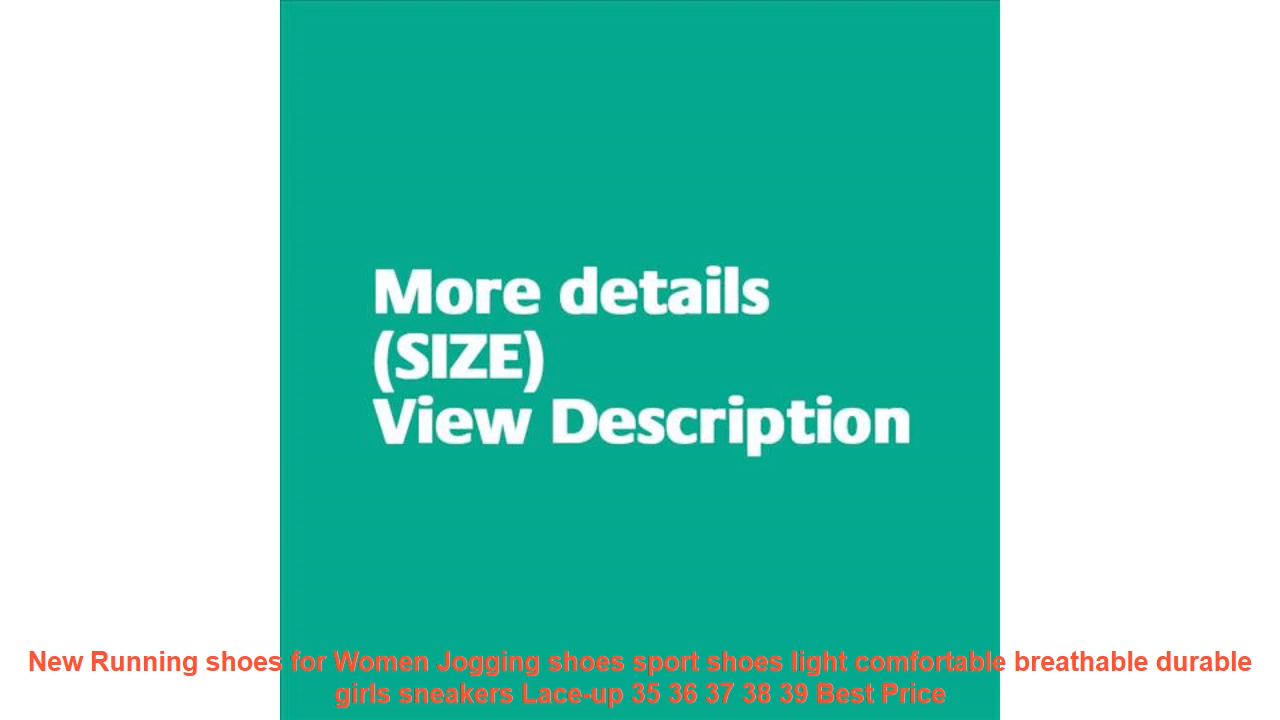 More details
(SIZE)
View Description
New Running shoes for Women Jogging shoes sport shoes light comfortable breathable durable
girls sneakers Lace-up 35 36 37 38 39 Best Price